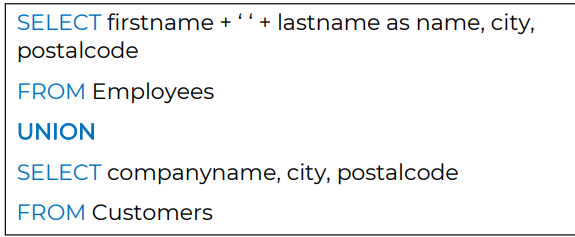 SELECT firstname + ‘ ‘ + lastname as name, city,
postalcode
FROM Employees
UNION
SELECT companyname, city, postalcode
FROM Customers